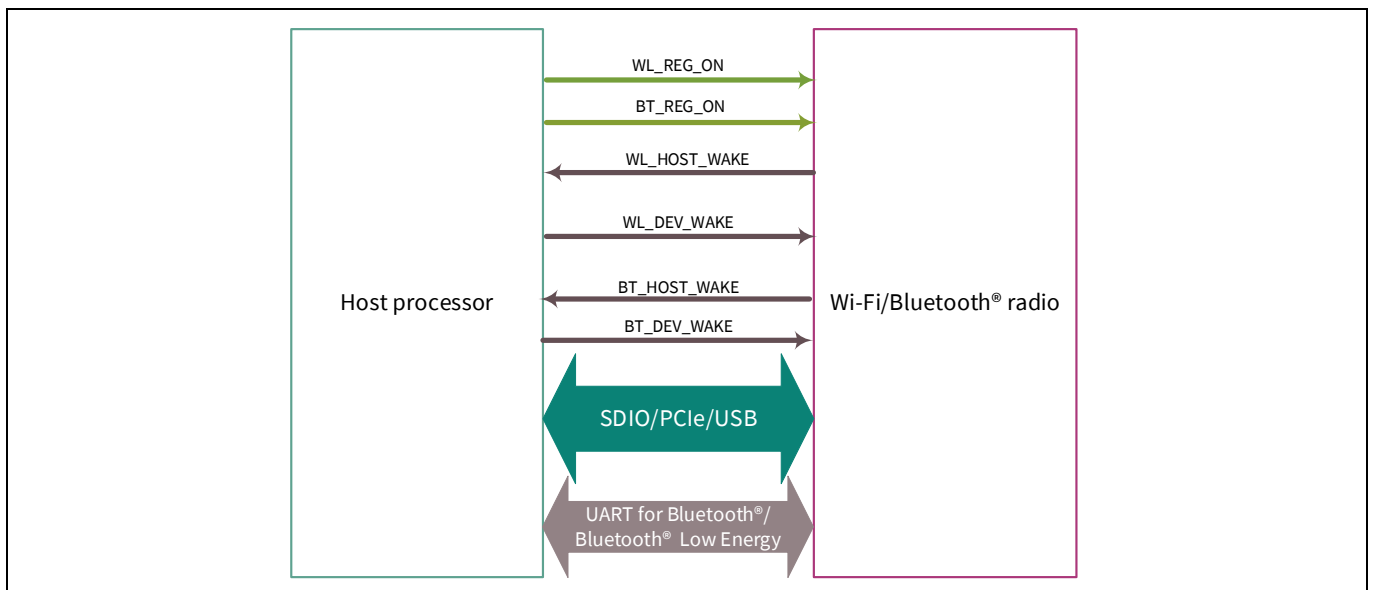 WL_REG_ON
BT_REG_ON
WL_HOST_WAKE
WL_DEV_WAKE
BT_HOST_WAKE
Host processor
Wi-Fi/Bluetooth® radio
BT_DEV_WAKE
SDIO/PCIe/USB
UART for Bluetooth®/
Bluetooth® Low Energy